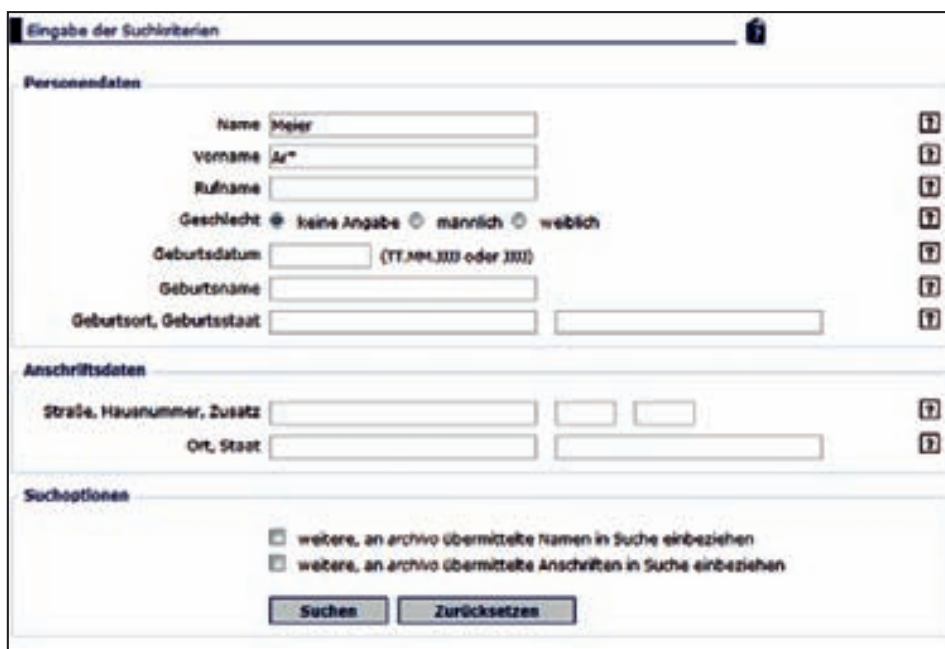 Eingabe der Suchkriterien
Personendaten
Name Meier ?
Vorname Ar* ?
Rufname ?
Geschlecht keine Angabe männlich weiblich ?
Geburtsdatum (TT.MM.JJJJ oder JJJJ) ?
Geburtsname ?
Geburtsort, Geburtsstaat ?
Anschriftsdaten
Straße, Hausnummer, Zusatz ?
Ort, Staat ?
Suchoptionen
weitere, an archivo übermittelte Namen in Suche einbeziehen
weitere, an archivo übermittelte Anschriften in Suche einbeziehen
Suchen Zurücksetzen